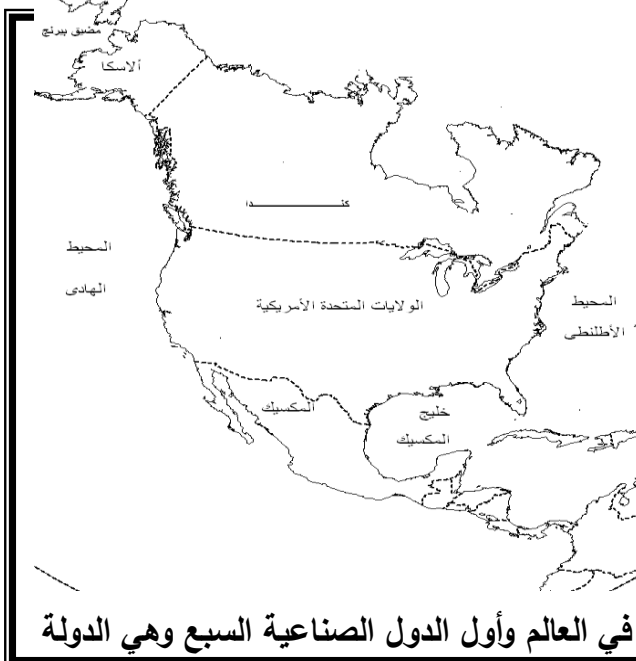 مضيق بيرنج
ألاسكا
كنـــــــــــدا
المحيط
الهادى
الولايات المتحدة الأمريكية
المحيط
الأطلنطى
المكسيك
خليج
المكسيك
في العالم وأول الدول الصناعية السبع وهي الدولة